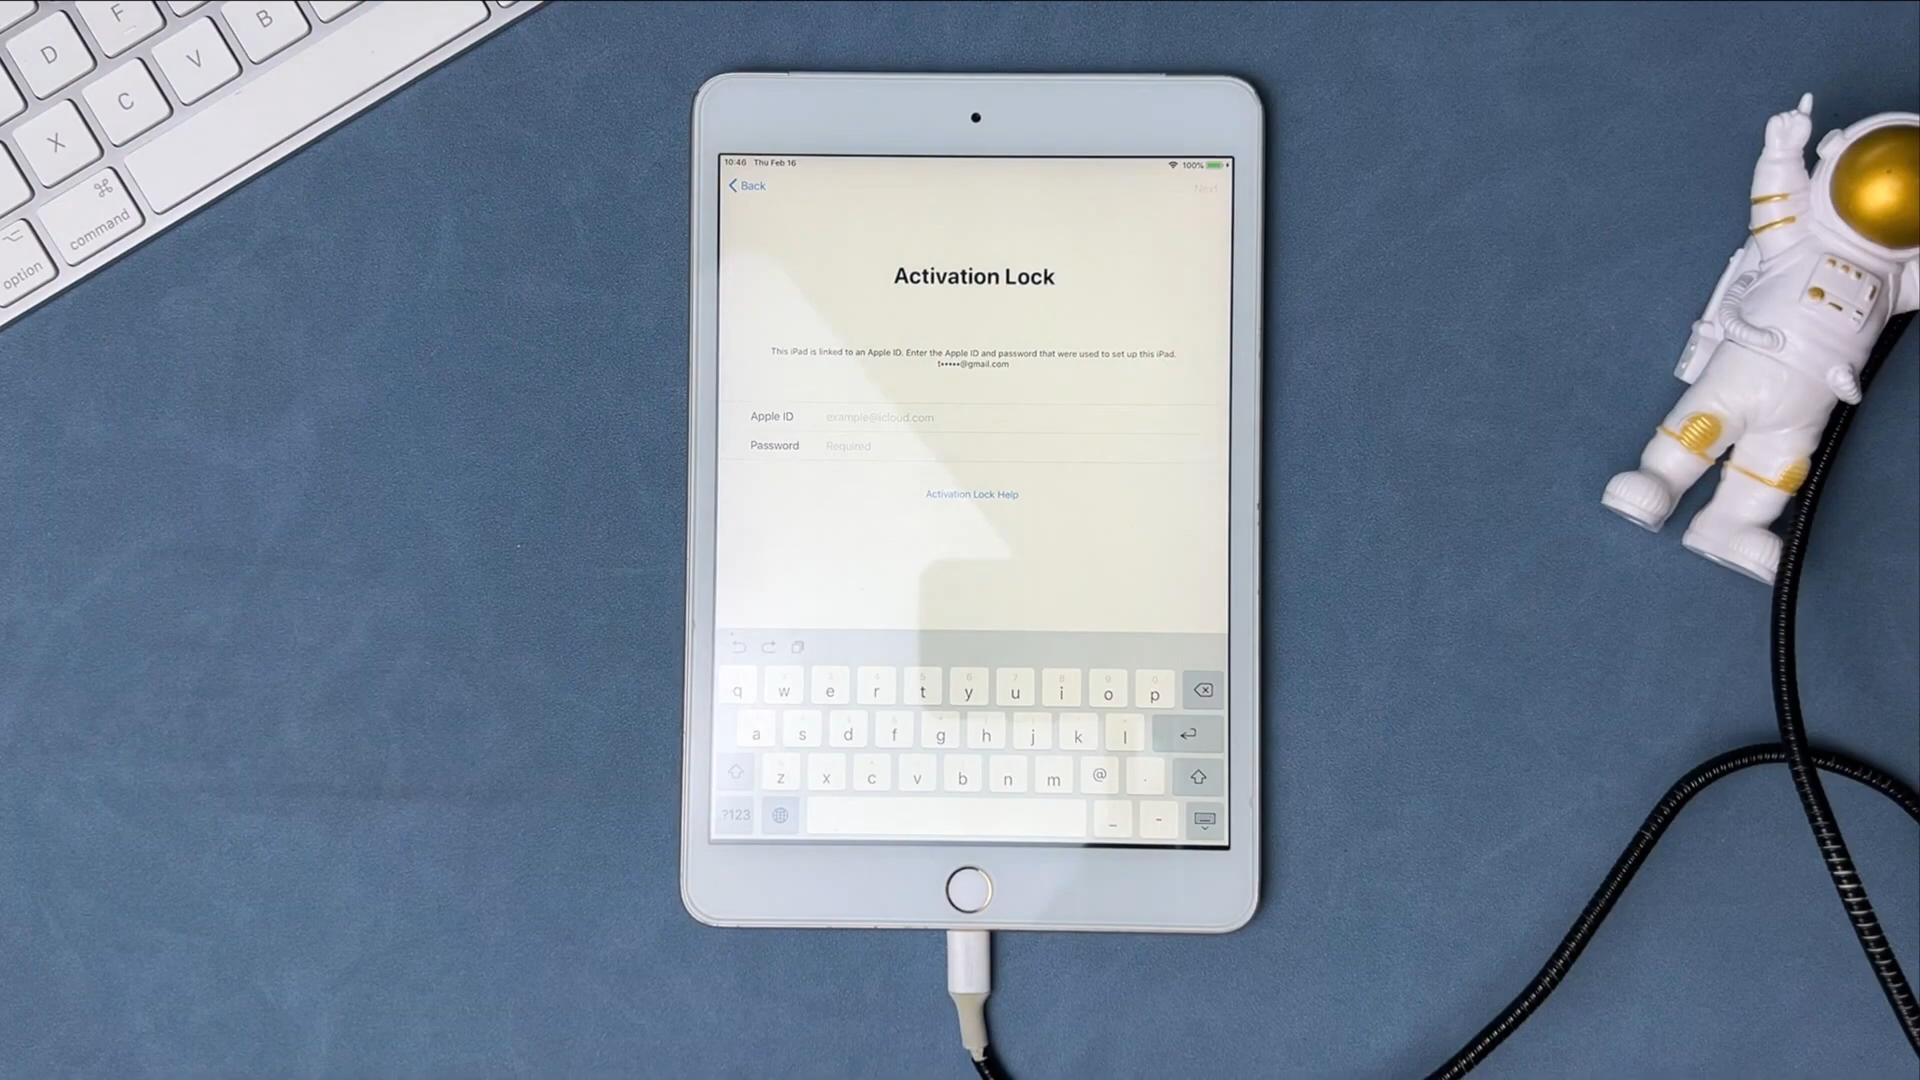 F
D
B
V
C
X
⌘
command
option
10:46 Thu Feb 16
100%
Back
Next
Activation Lock
This iPad is linked to an Apple ID. Enter the Apple ID and password that were used to set up this iPad.
t•••••@gmail.com
Apple ID example@icloud.com
Password Required
Activation Lock Help
q w e r t y u i o p
a s d f g h j k l
z x c v b n m @ .
?123 _ -